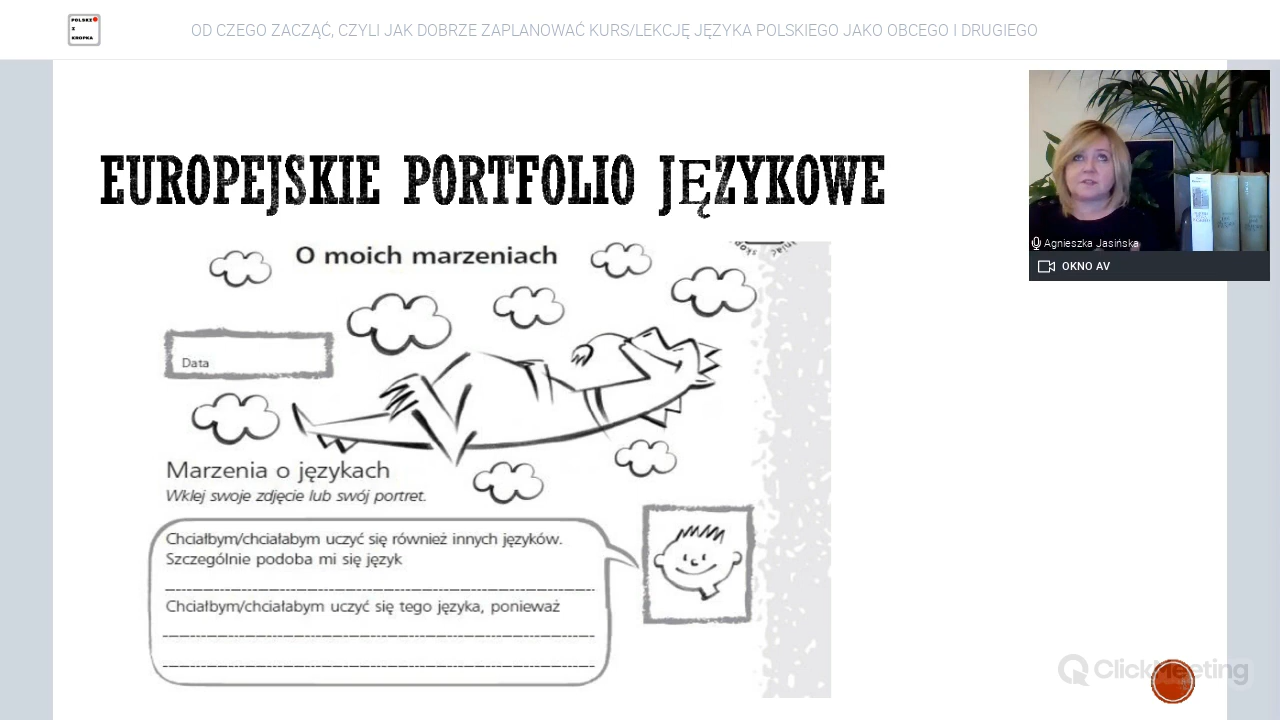 POLSKI
Z
KROPKA
OD CZEGO ZACZĄĆ, CZYLI JAK DOBRZE ZAPLANOWAĆ KURS/LEKCJĘ JĘZYKA POLSKIEGO JAKO OBCEGO I DRUGIEGO
EUROPEJSKIE PORTFOLIO JĘZYKOWE
Agnieszka Jasińska
OKNO AV
O moich marzeniach
Data
Marzenia o językach
Wklej swoje zdjęcie lub swój portret.
Chciałbym/chciałabym uczyć się również innych języków.
Szczególnie podoba mi się język
Chciałbym/chciałabym uczyć się tego języka, ponieważ
ClickMeeting